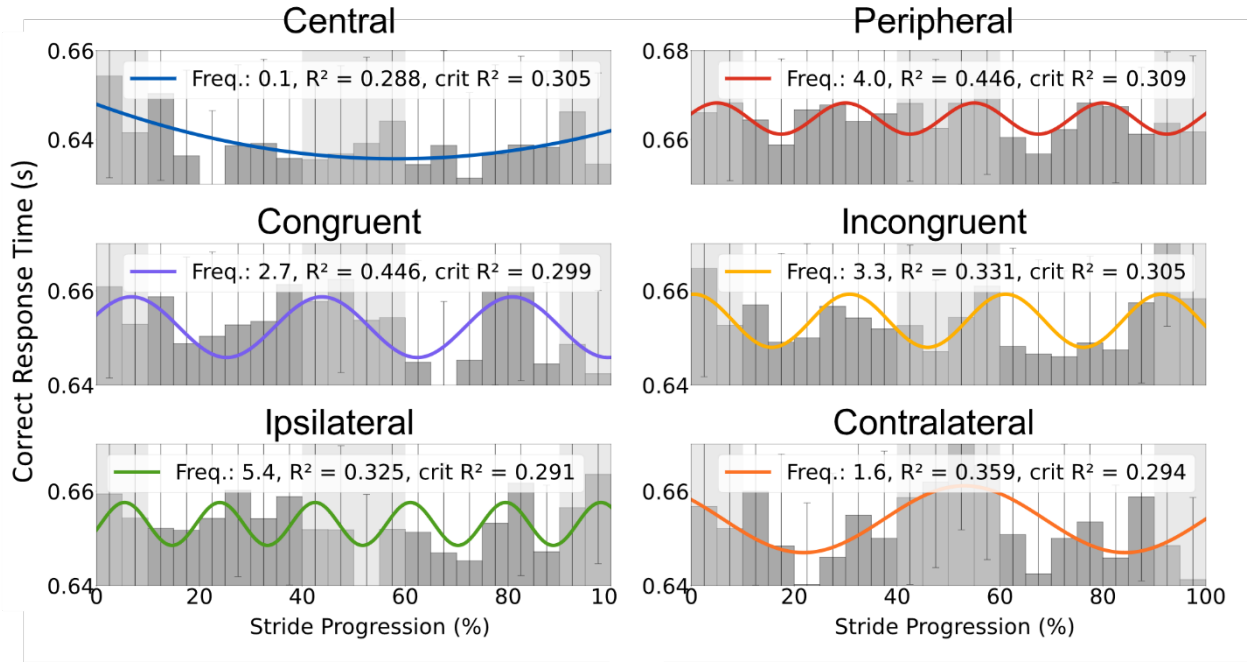 Central
Peripheral
0.66
0.64
Freq.: 0.1, R² = 0.288, crit R² = 0.305
0.68
0.66
Freq.: 4.0, R² = 0.446, crit R² = 0.309
Correct Response Time (s)
Congruent
Incongruent
0.66
0.64
Freq.: 2.7, R² = 0.446, crit R² = 0.299
0.66
0.64
Freq.: 3.3, R² = 0.331, crit R² = 0.305
Ipsilateral
Contralateral
0.66
0.64
Freq.: 5.4, R² = 0.325, crit R² = 0.291
0.66
0.64
Freq.: 1.6, R² = 0.359, crit R² = 0.294
0 20 40 60 80 10
0 20 40 60 80 100
Stride Progression (%)
Stride Progression (%)